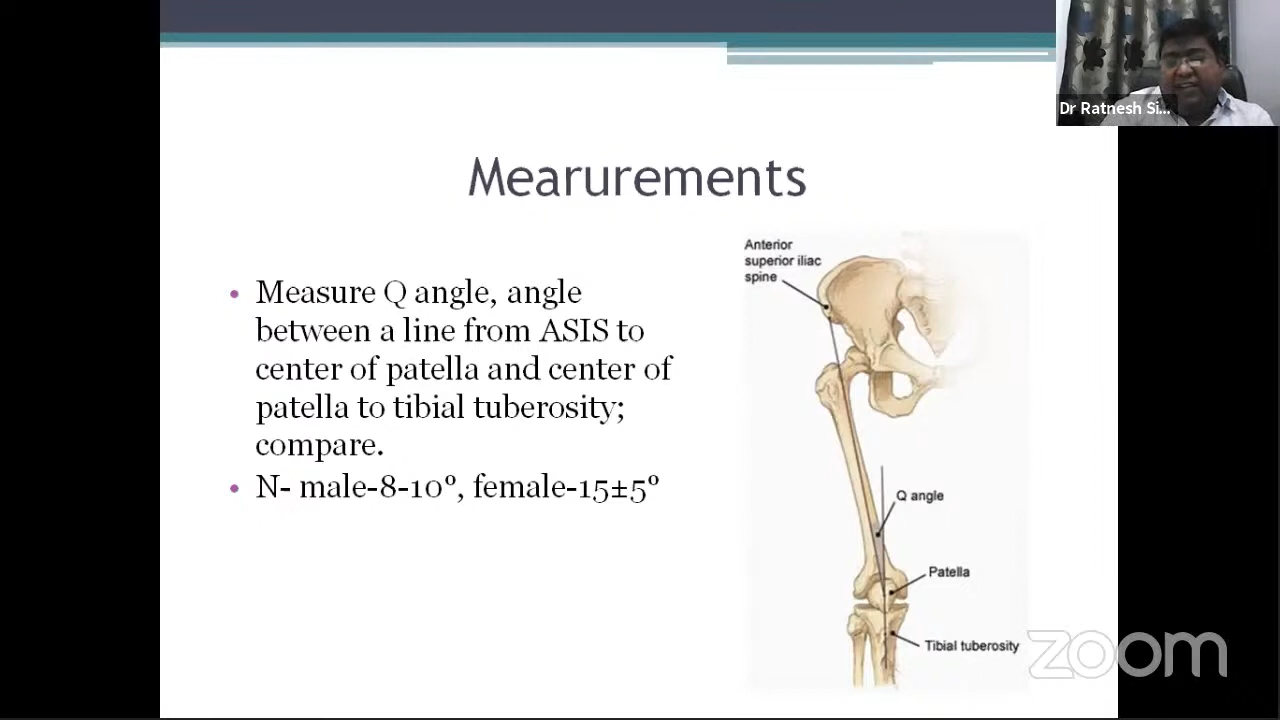 Dr Ratnesh Si...
Mearurements
• Measure Q angle, angle
between a line from ASIS to
center of patella and center of
patella to tibial tuberosity;
compare.
• N- male-8-10°, female-15±5°
Anterior
superior iliac
spine
Q angle
Patella
Tibial tuberosity
zoom